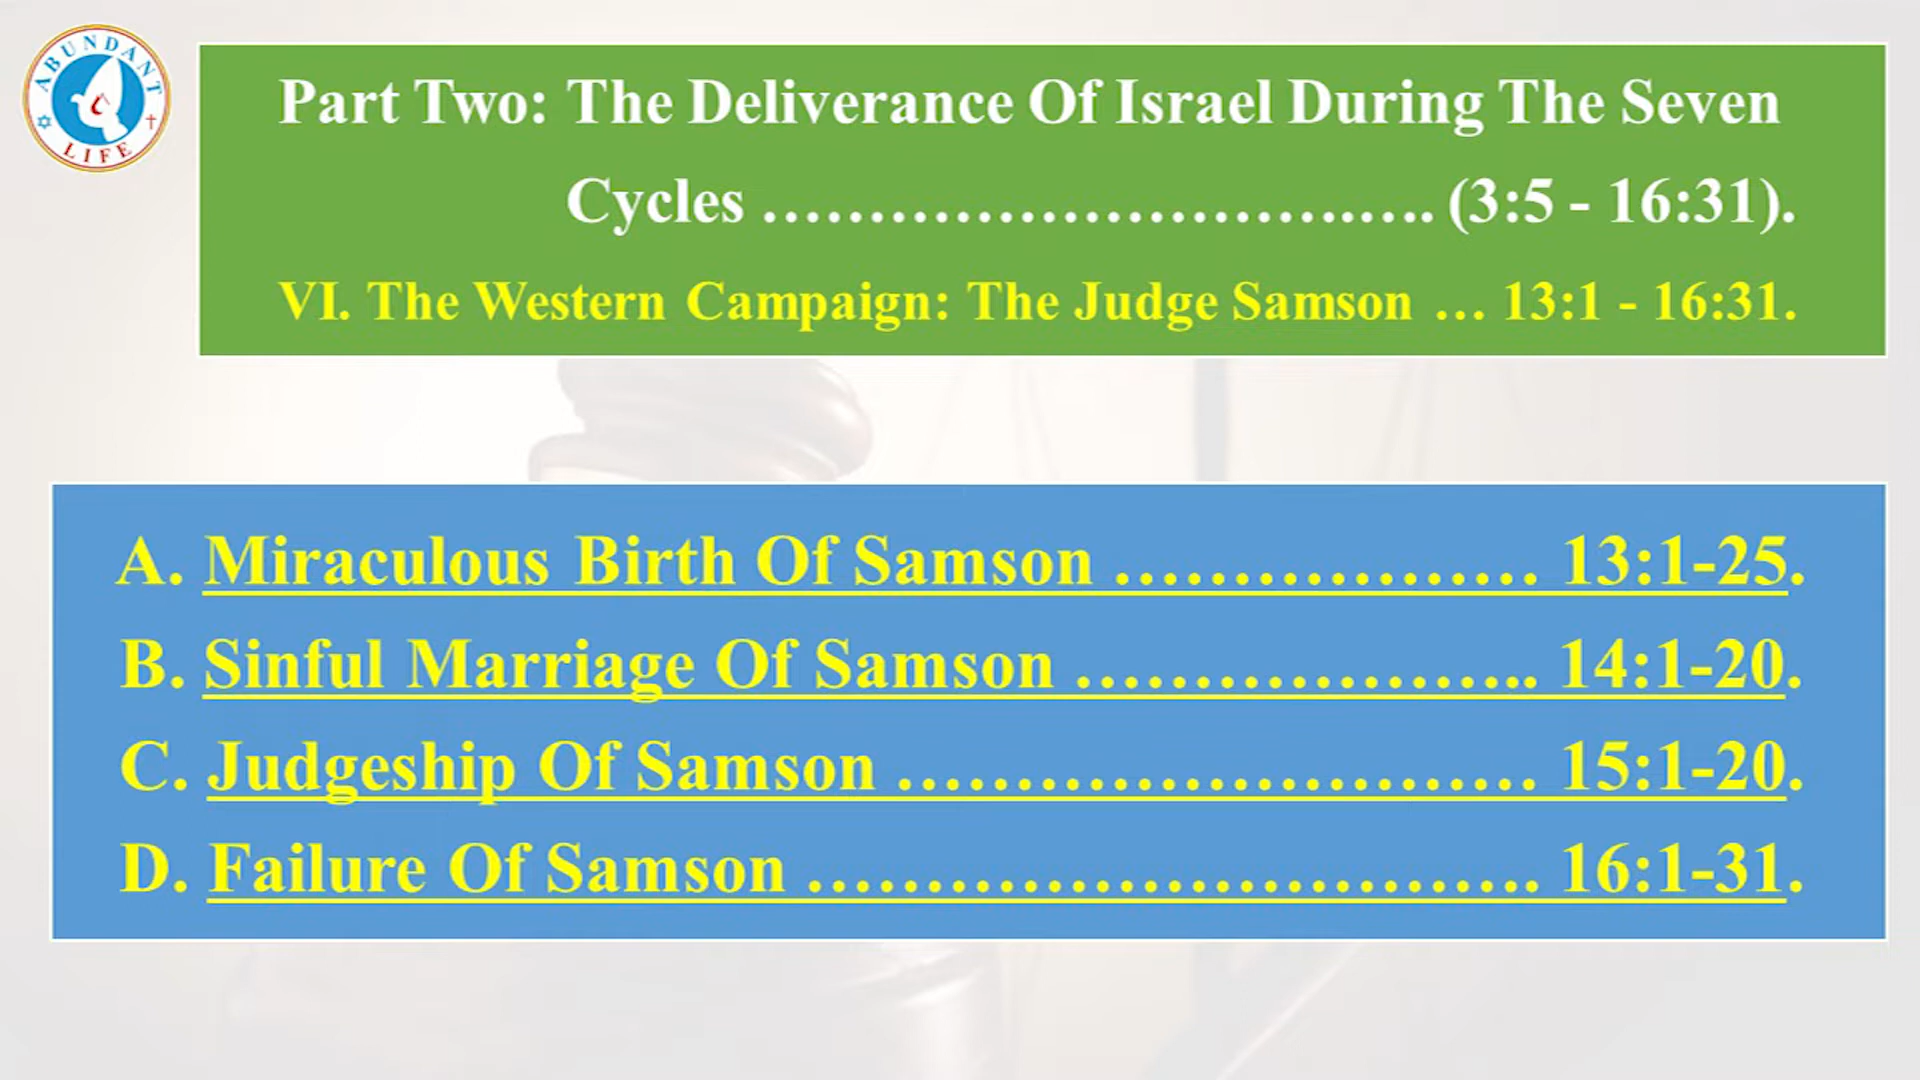 ABUNDANT
LIFE
Part Two: The Deliverance Of Israel During The Seven
Cycles ……………………….…. (3:5 - 16:31).
VI. The Western Campaign: The Judge Samson … 13:1 - 16:31.
A. Miraculous Birth Of Samson ……………… 13:1-25.
B. Sinful Marriage Of Samson ……………….. 14:1-20.
C. Judgeship Of Samson ……………………… 15:1-20.
D. Failure Of Samson …………………………. 16:1-31.